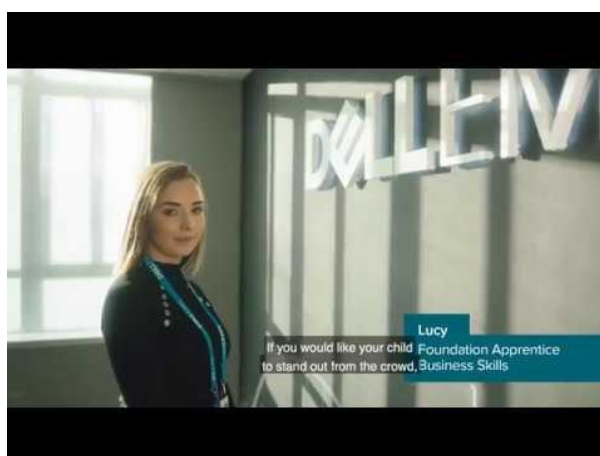 DELLEM
Lucy
Foundation Apprentice
Business Skills
If you would like your child
to stand out from the crowd,